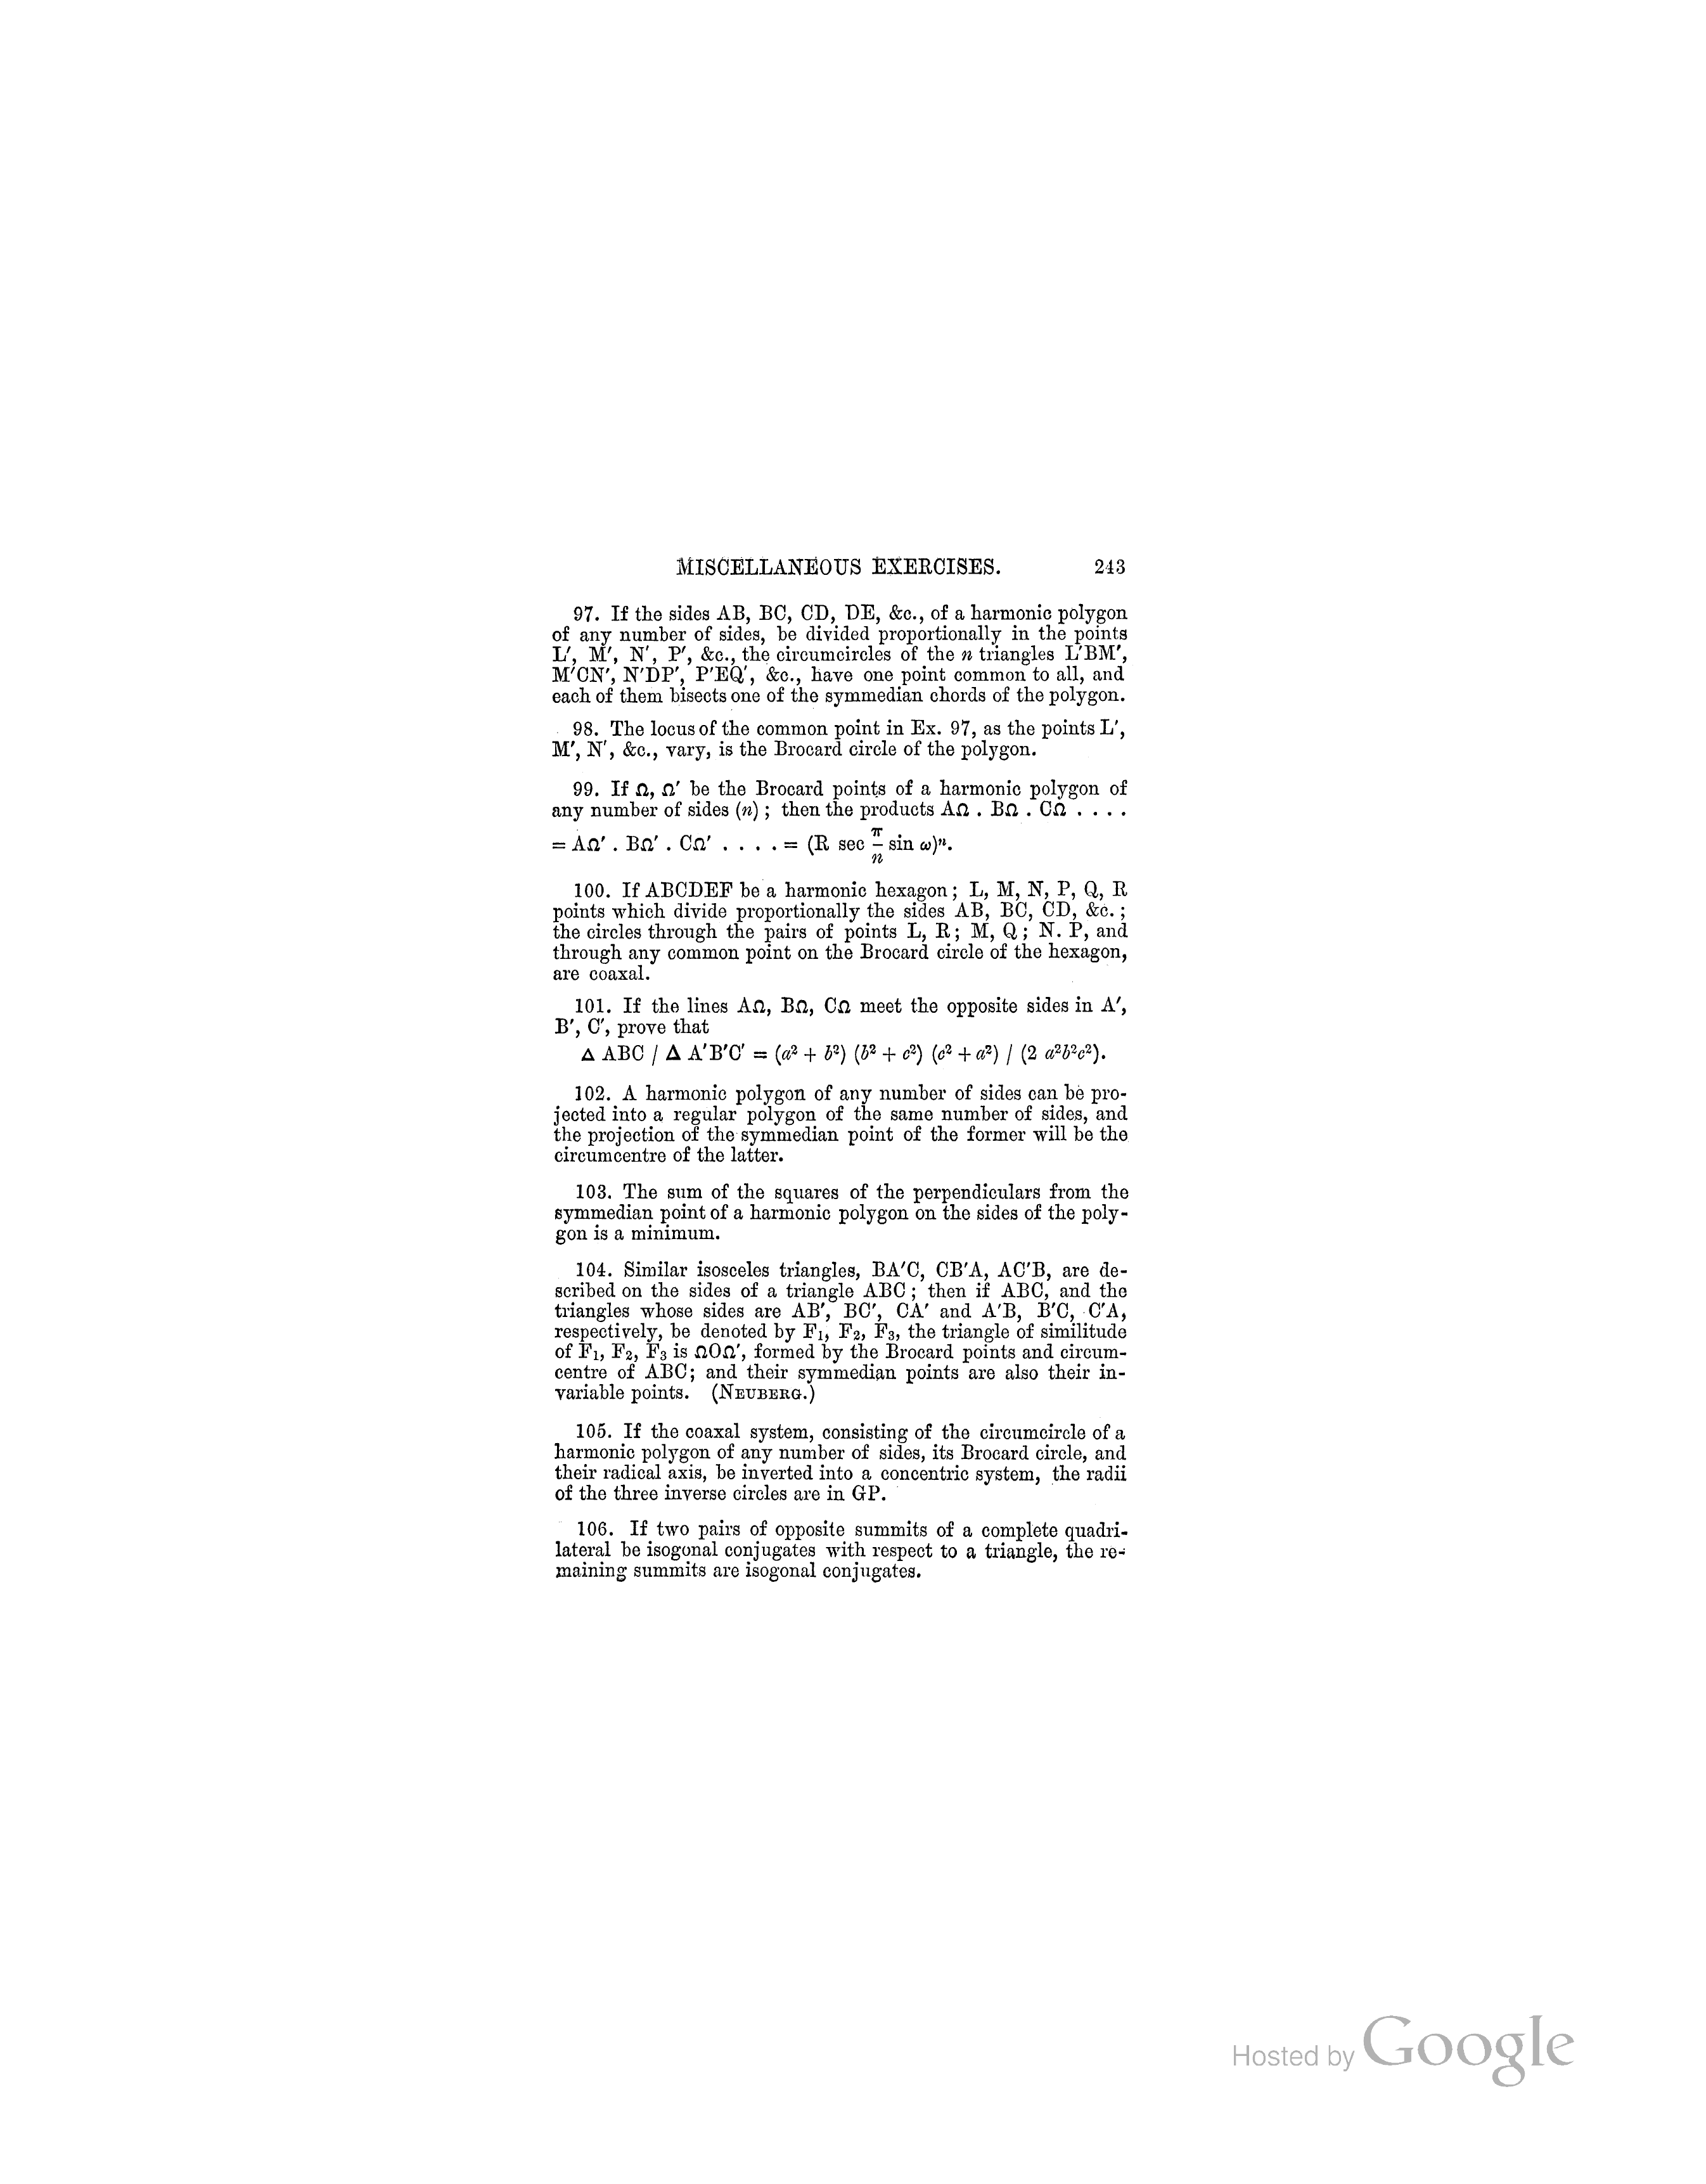 MISCELLANEOUS EXERCISES. 243
97. If the sides AB, BC, CD, DE, &c., of a harmonic polygon
of any number of sides, be divided proportionally in the points
L′, M′, N′, P′, &c., the circumcircles of the n triangles L′BM′,
M′CN′, N′DP′, P′EQ′, &c., have one point common to all, and
each of them bisects one of the symmedian chords of the polygon.
98. The locus of the common point in Ex. 97, as the points L′,
M′, N′, &c., vary, is the Brocard circle of the polygon.
99. If Ω, Ω′ be the Brocard points of a harmonic polygon of
any number of sides (n); then the products AΩ . BΩ . CΩ . . . .
= AΩ′ . BΩ′ . CΩ′ . . . . = (R sec π/n sin ω)ⁿ.
100. If ABCDEF be a harmonic hexagon; L, M, N, P, Q, R
points which divide proportionally the sides AB, BC, CD, &c.;
the circles through the pairs of points L, R; M, Q; N. P, and
through any common point on the Brocard circle of the hexagon,
are coaxal.
101. If the lines AΩ, BΩ, CΩ meet the opposite sides in A′,
B′, C′, prove that
Δ ABC / Δ A′B′C′ = (a² + b²) (b² + c²) (c² + a²) / (2 a²b²c²).
102. A harmonic polygon of any number of sides can be pro-
jected into a regular polygon of the same number of sides, and
the projection of the symmedian point of the former will be the
circumcentre of the latter.
103. The sum of the squares of the perpendiculars from the
symmedian point of a harmonic polygon on the sides of the poly-
gon is a minimum.
104. Similar isosceles triangles, BA′C, CB′A, AC′B, are de-
scribed on the sides of a triangle ABC; then if ABC, and the
triangles whose sides are AB′, BC′, CA′ and A′B, B′C, C′A,
respectively, be denoted by F₁, F₂, F₃, the triangle of similitude
of F₁, F₂, F₃ is ΩOΩ′, formed by the Brocard points and circum-
centre of ABC; and their symmedian points are also their in-
variable points. (NEUBERG.)
105. If the coaxal system, consisting of the circumcircle of a
harmonic polygon of any number of sides, its Brocard circle, and
their radical axis, be inverted into a concentric system, the radii
of the three inverse circles are in GP.
106. If two pairs of opposite summits of a complete quadri-
lateral be isogonal conjugates with respect to a triangle, the re-
maining summits are isogonal conjugates.
Hosted by Google